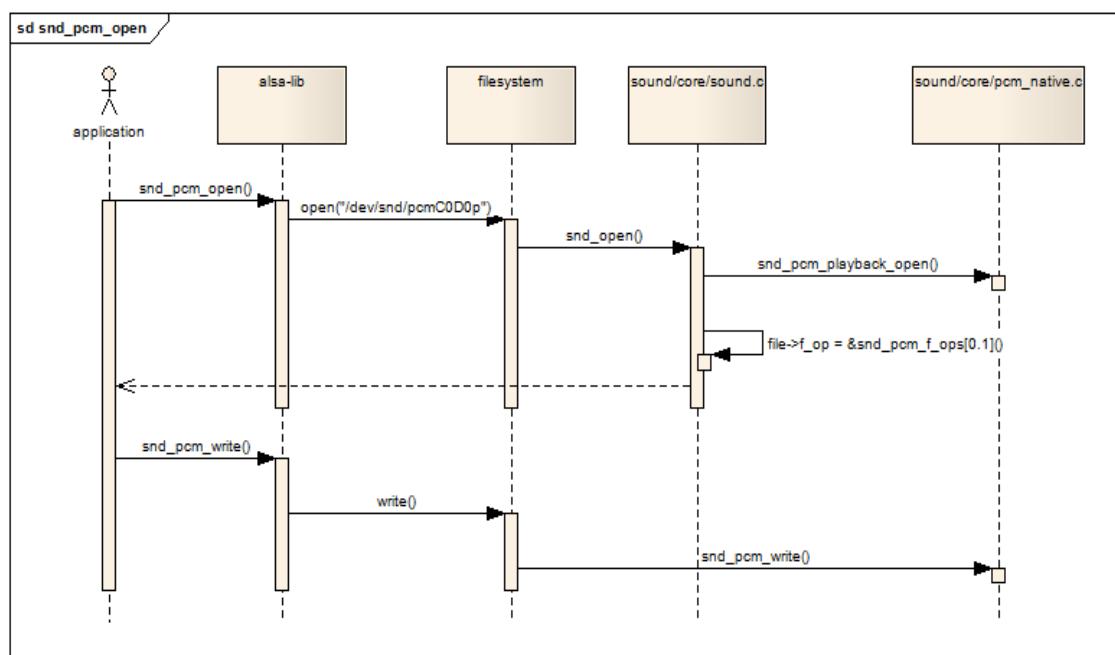 sd snd_pcm_open
application
alsa-lib
filesystem
sound/core/sound.c
sound/core/pcm_native.c
snd_pcm_open()
open("/dev/snd/pcmC0D0p")
snd_open()
snd_pcm_playback_open()
file->f_op = &snd_pcm_f_ops[0.1]()
snd_pcm_write()
write()
snd_pcm_write()